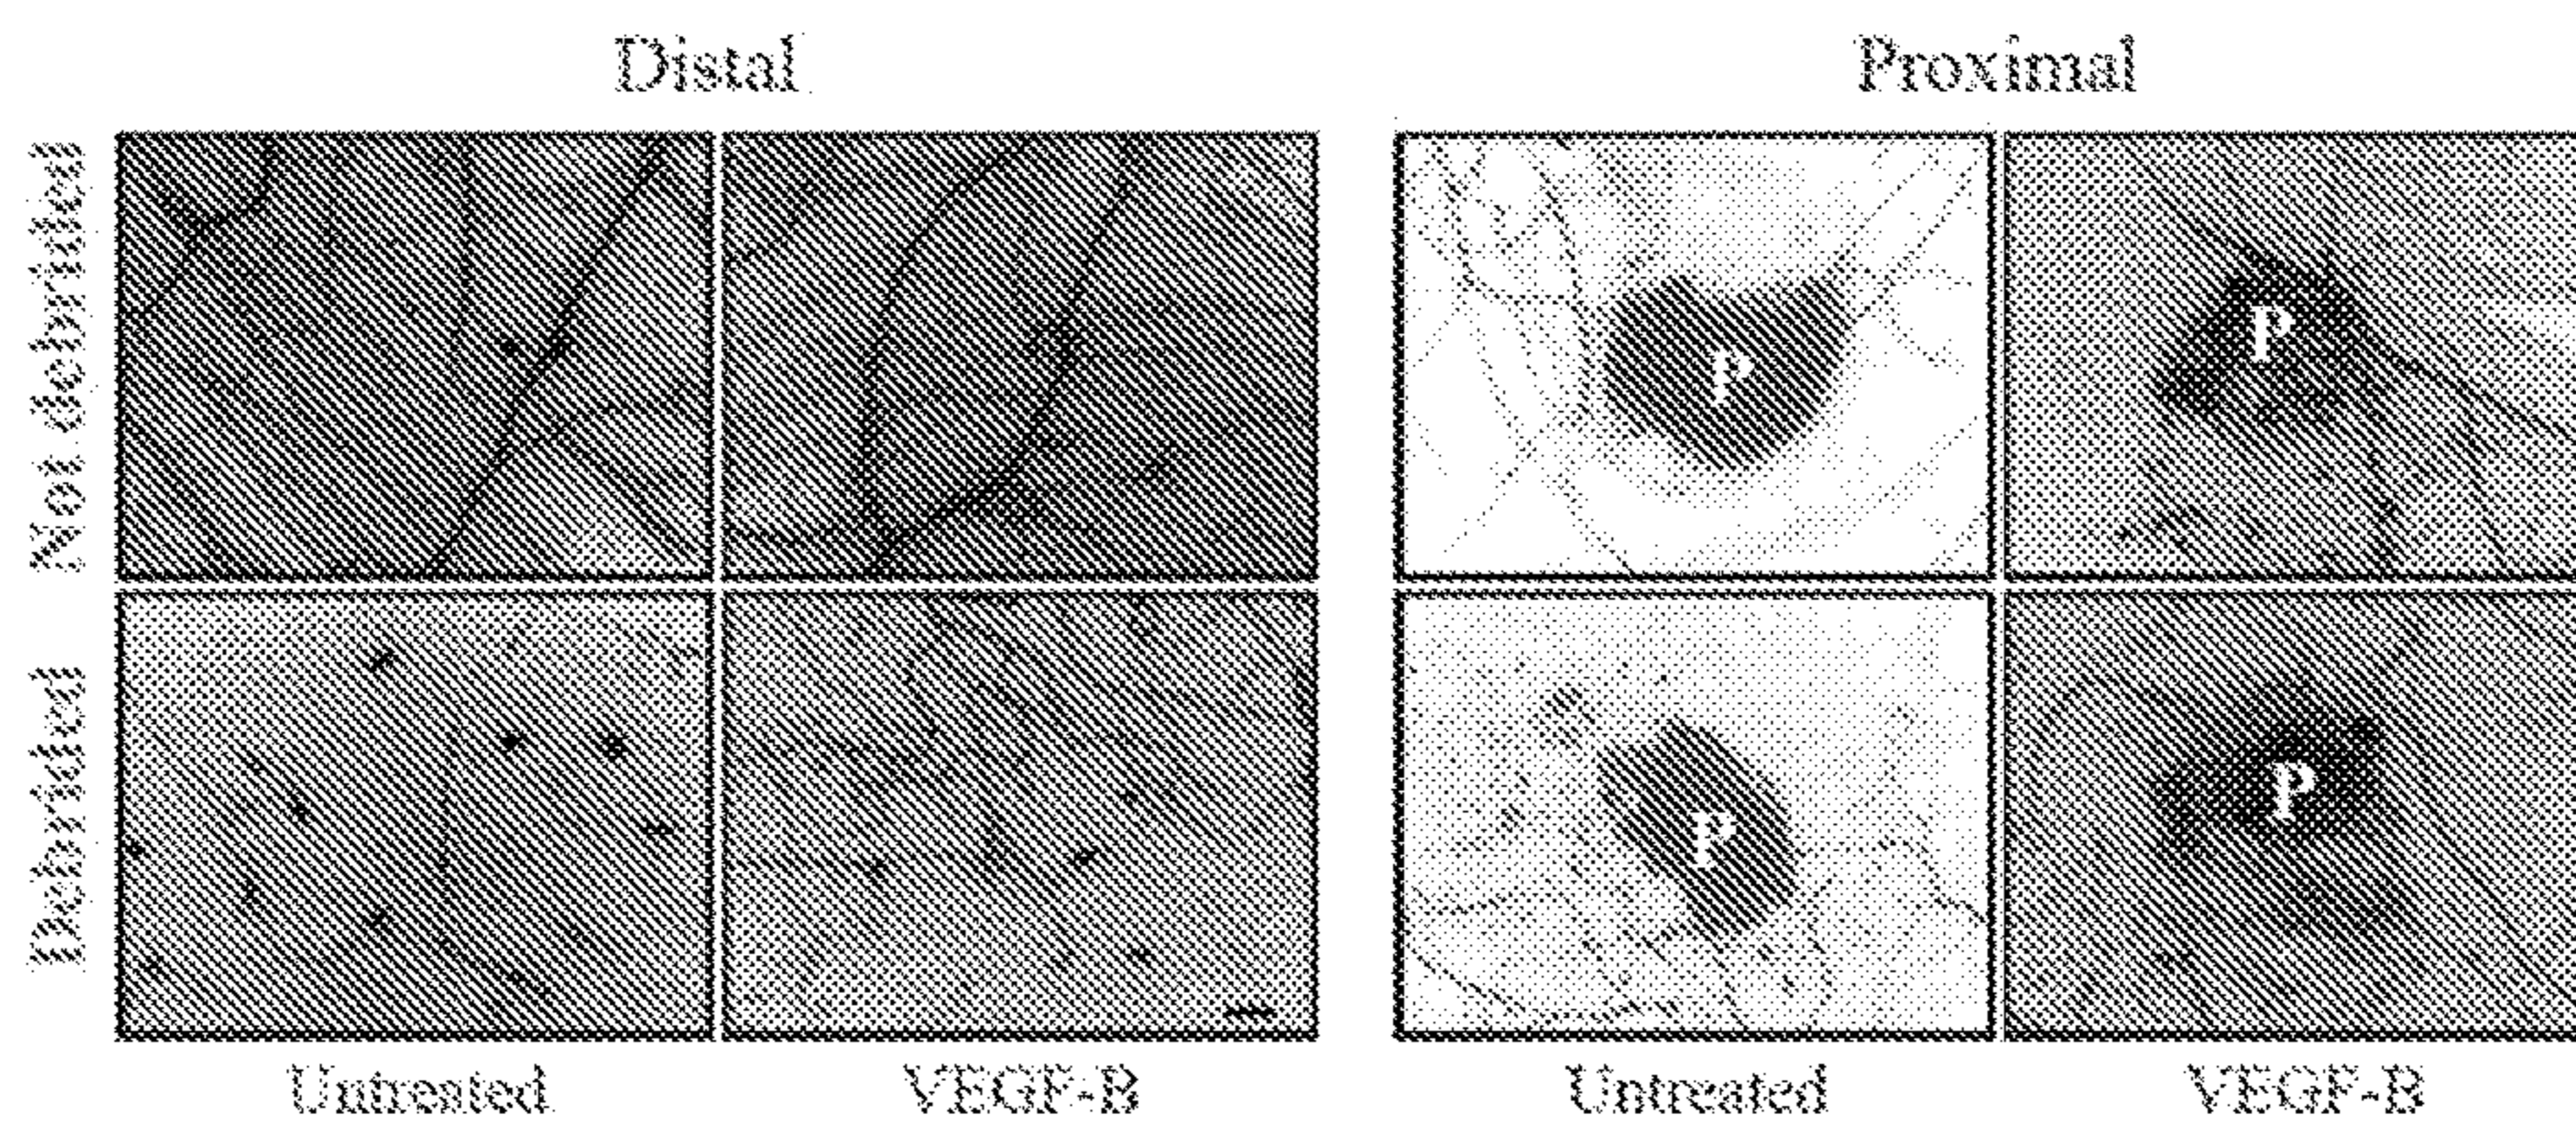 Distal Proximal
Not debrided
P P
Debrided
P P
Untreated VEGF-B Untreated VEGF-B